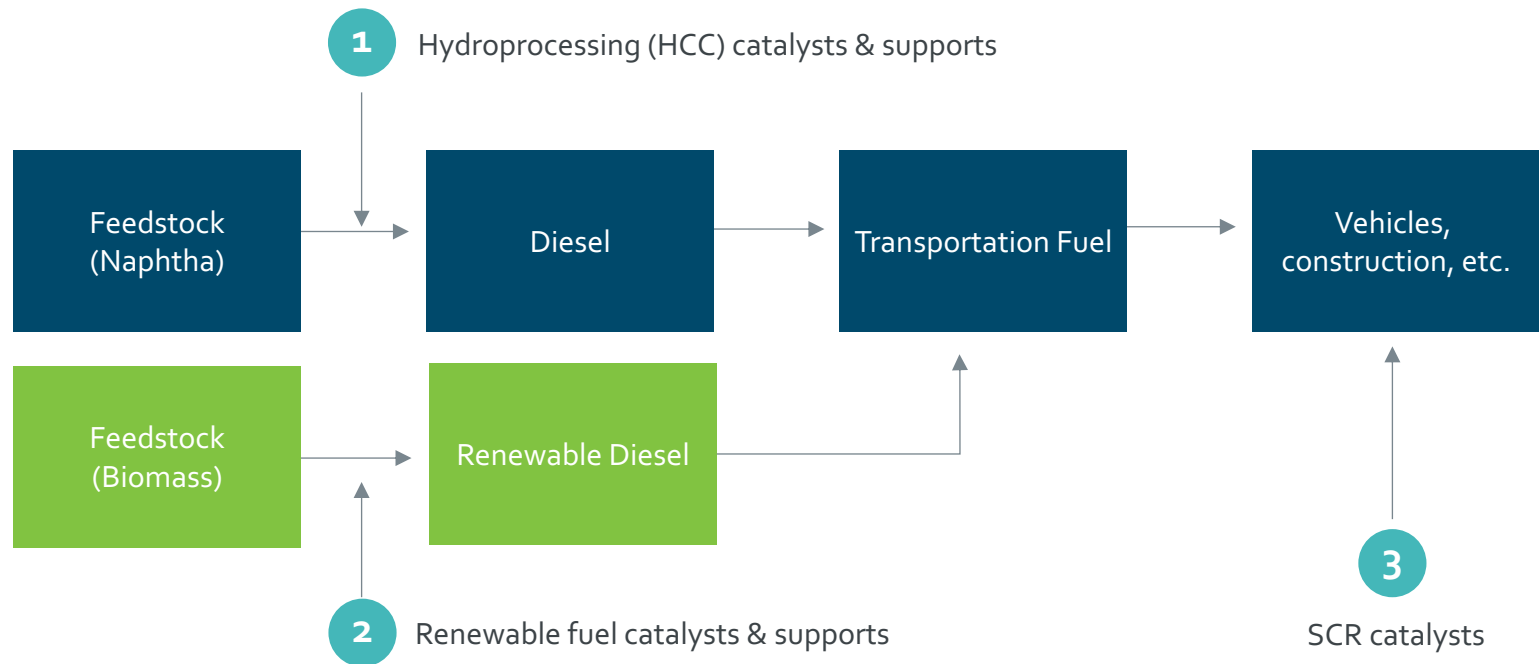 1
Hydroprocessing (HCC) catalysts & supports
Feedstock
(Naphtha)
Diesel
Transportation Fuel
Vehicles,
construction, etc.
Feedstock
(Biomass)
Renewable Diesel
2
Renewable fuel catalysts & supports
3
SCR catalysts